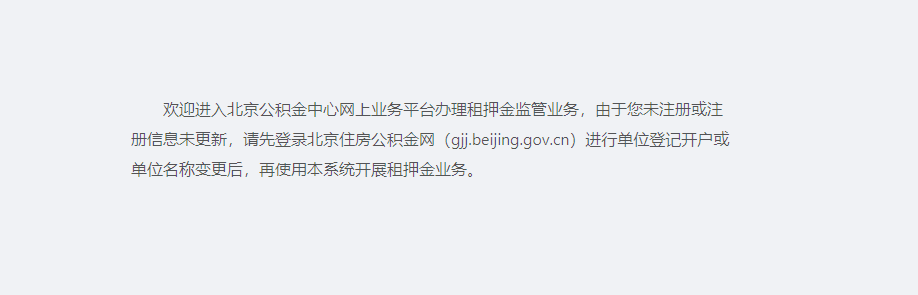 欢迎进入北京公积金中心网上业务平台办理租押金监管业务，由于您未注册或注
册信息未更新，请先登录北京住房公积金网（gjj.beijing.gov.cn）进行单位登记开户或
单位名称变更后，再使用本系统开展租押金业务。